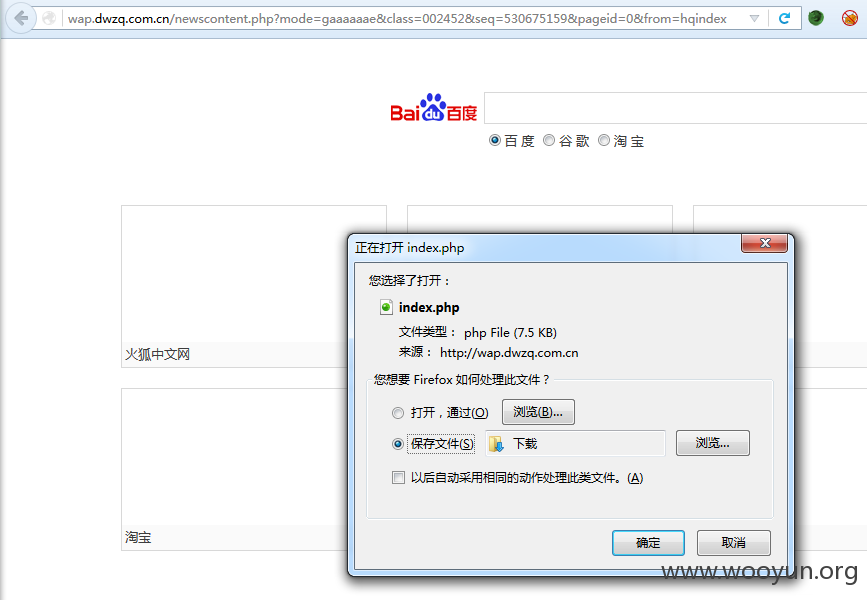 wap.dwzq.com.cn/newscontent.php?mode=gaaaaaae&class=002452&seq=530675159&pageid=0&from=hqindex
Bai du 百度
百度 谷歌 淘宝
正在打开 index.php
您选择了打开：
index.php
文件类型： php File (7.5 KB)
来源： http://wap.dwzq.com.cn
火狐中文网
您想要 Firefox 如何处理此文件？
打开，通过(O) 浏览(B)...
保存文件(S) 下载 浏览...
以后自动采用相同的动作处理此类文件。(A)
淘宝
确定 取消
www.wooyun.org